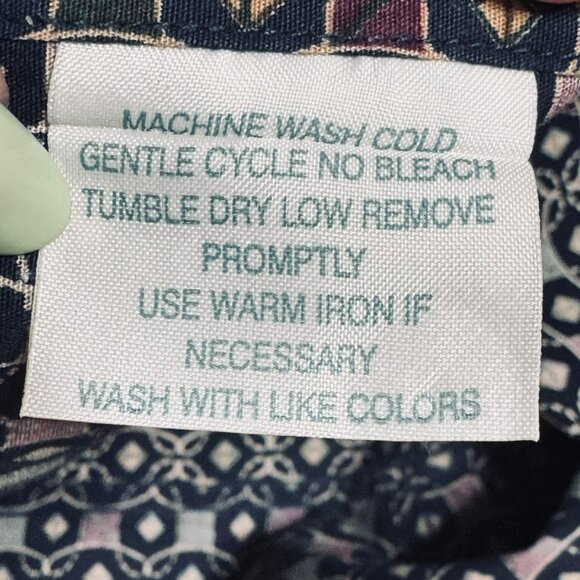 MACHINE WASH COLD
GENTLE CYCLE NO BLEACH
TUMBLE DRY LOW REMOVE
PROMPTLY
USE WARM IRON IF
NECESSARY
WASH WITH LIKE COLORS